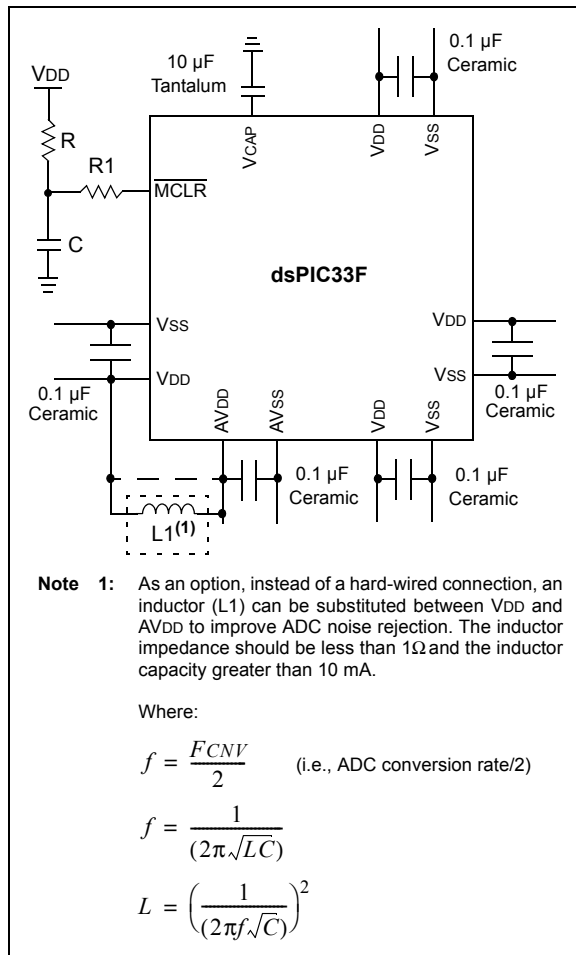 VDD
10 µF
Tantalum
0.1 µF
Ceramic
R
R1
C
VCAP
VDD
VSS
MCLR
dsPIC33F
VSS
VDD
0.1 µF
Ceramic
VDD
VSS
0.1 µF
Ceramic
AVDD
AVSS
VDD
VSS
0.1 µF
Ceramic
0.1 µF
Ceramic
L1(1)
Note 1: As an option, instead of a hard-wired connection, an
inductor (L1) can be substituted between VDD and
AVDD to improve ADC noise rejection. The inductor
impedance should be less than 1Ω and the inductor
capacity greater than 10 mA.
Where:
f = FCNV / 2 (i.e., ADC conversion rate/2)
f = 1 / (2π√LC)
L = (1 / (2πf√C))²